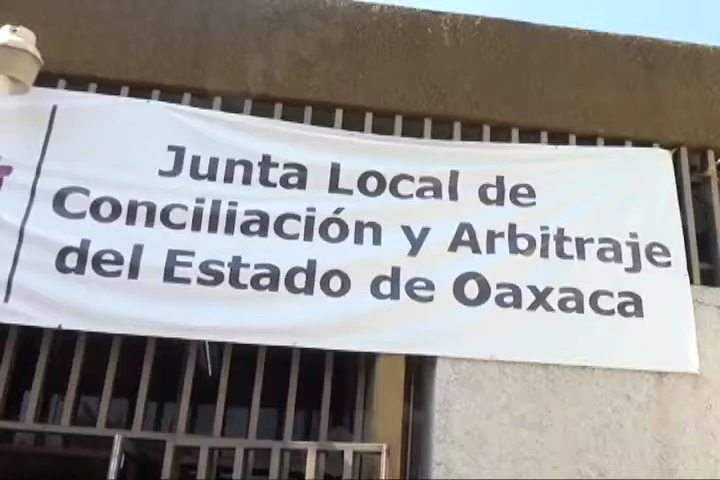 Junta Local de
Conciliación y Arbitraje
del Estado de Oaxaca